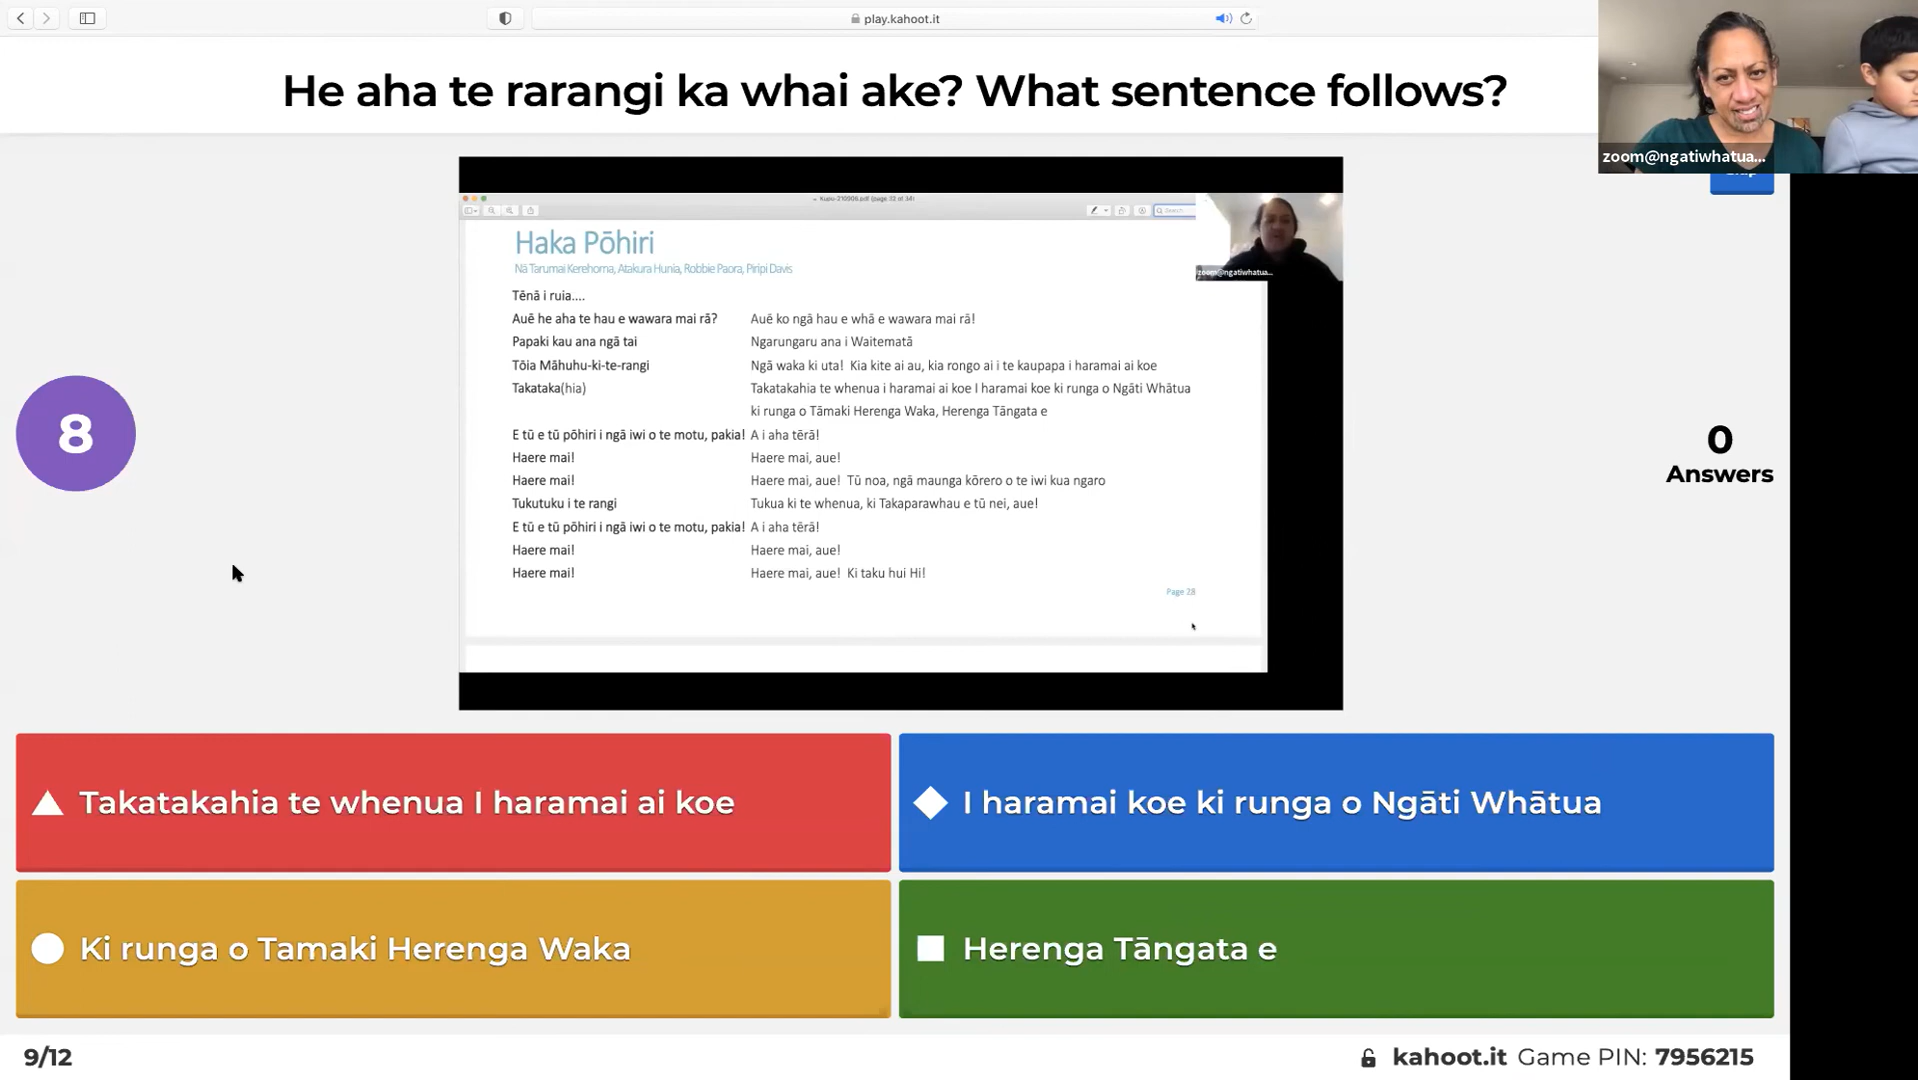 play.kahoot.it
He aha te rarangi ka whai ake? What sentence follows?
zoom@ngatiwhatua...
Kupu-210906.pdf (page 32 of 34)
Search
zoom@ngatiwhatua...
Haka Pōhiri
Nā Tarumai Kerehoma, Atakura Hunia, Robbie Paora, Piripi Davis
Tēnā i ruia....
Auē he aha te hau e wawara mai rā? Auē ko ngā hau e whā e wawara mai rā!
Papaki kau ana ngā tai Ngarungaru ana i Waitematā
Tōia Māhuhu-ki-te-rangi Ngā waka ki uta! Kia kite ai au, kia rongo ai i te kaupapa i haramai ai koe
Takataka(hia) Takatakahia te whenua i haramai ai koe I haramai koe ki runga o Ngāti Whātua
ki runga o Tāmaki Herenga Waka, Herenga Tāngata e
E tū e tū pōhiri i ngā iwi o te motu, pakia! A i aha tērā!
Haere mai! Haere mai, aue!
Haere mai! Haere mai, aue! Tū noa, ngā maunga kōrero o te iwi kua ngaro
Tukutuku i te rangi Tukua ki te whenua, ki Takaparawhau e tū nei, aue!
E tū e tū pōhiri i ngā iwi o te motu, pakia! A i aha tērā!
Haere mai! Haere mai, aue!
Haere mai! Haere mai, aue! Ki taku hui Hi!
Page 28
8
0
Answers
Takatakahia te whenua I haramai ai koe
I haramai koe ki runga o Ngāti Whātua
Ki runga o Tamaki Herenga Waka
Herenga Tāngata e
9/12
kahoot.it Game PIN: 7956215